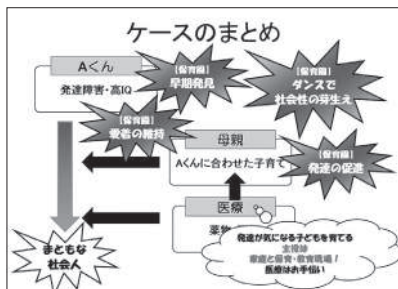 ケースのまとめ
Aくん
発達障害・高IQ
【保育園】
早期発見
【保育園】
ダンスで
社会性の芽生え
【保育園】
愛着の維持
母親
Aくんに合わせた子育て
【保育園】
発達の促進
医療
薬物
発達が気になる子どもを育てる
主役は
家庭と保育・教育現場！
医療はお手伝い
まともな
社会人